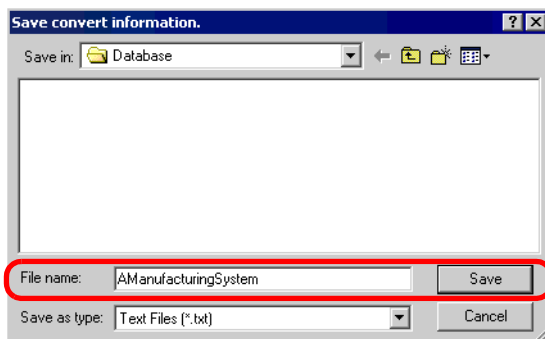 Save convert information.
Save in: Database
File name: AManufacturingSystem Save
Save as type: Text Files (*.txt) Cancel